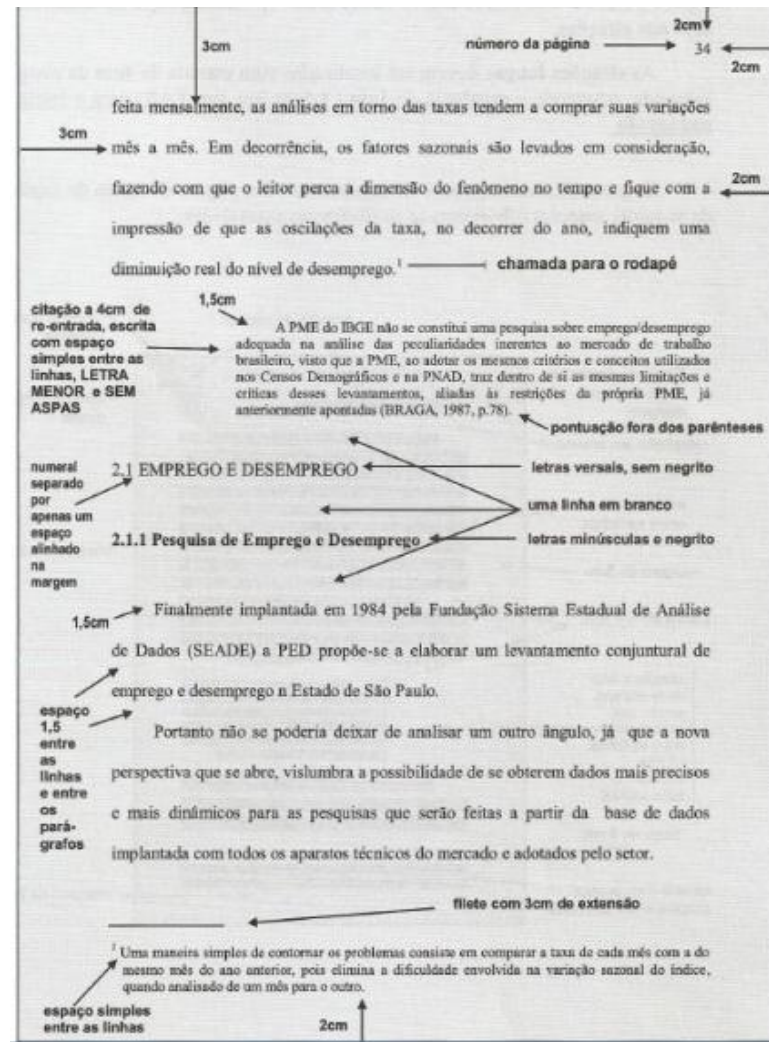 2cm
3cm
número da página
34
2cm
feita mensalmente, as análises em torno das taxas tendem a comprar suas variações
3cm
mês a mês. Em decorrência, os fatores sazonais são levados em consideração,
2cm
fazendo com que o leitor perca a dimensão do fenômeno no tempo e fique com a
impressão de que as oscilações da taxa, no decorrer do ano, indiquem uma
diminuição real do nível de desemprego.¹
chamada para o rodapé
citação a 4cm de
re-entrada, escrita
com espaço
simples entre as
linhas, LETRA
MENOR e SEM
ASPAS
1,5cm
A PME do IBGE não se constitui uma pesquisa sobre emprego/desemprego
adequada na análise das peculiaridades inerentes ao mercado de trabalho
brasileiro, visto que a PME, ao adotar os mesmos critérios e conceitos utilizados
nos Censos Demográficos e na PNAD, traz dentro de si as mesmas limitações e
críticas desses levantamentos, aliadas às restrições da própria PME, já
anteriormente apontadas (BRAGA, 1987, p.78).
pontuação fora dos parênteses
numeral
separado
por
apenas um
espaço
alinhado
na
margem
2.1 EMPREGO E DESEMPREGO
letras versais, sem negrito
uma linha em branco
2.1.1 Pesquisa de Emprego e Desemprego
letras minúsculas e negrito
1,5cm
Finalmente implantada em 1984 pela Fundação Sistema Estadual de Análise
de Dados (SEADE) a PED propõe-se a elaborar um levantamento conjuntural de
emprego e desemprego n Estado de São Paulo.
espaço
1,5
entre
as
linhas
e entre
os
pará-
grafos
Portanto não se poderia deixar de analisar um outro ângulo, já que a nova
perspectiva que se abre, vislumbra a possibilidade de se obterem dados mais precisos
e mais dinâmicos para as pesquisas que serão feitas a partir da base de dados
implantada com todos os aparatos técnicos do mercado e adotados pelo setor.
filete com 3cm de extensão
¹ Uma maneira simples de contornar os problemas consiste em comparar a taxa de cada mês com a do
mesmo mês do ano anterior, pois elimina a dificuldade envolvida na variação sazonal do índice,
quando analisado de um mês para o outro.
espaço simples
entre as linhas
2cm